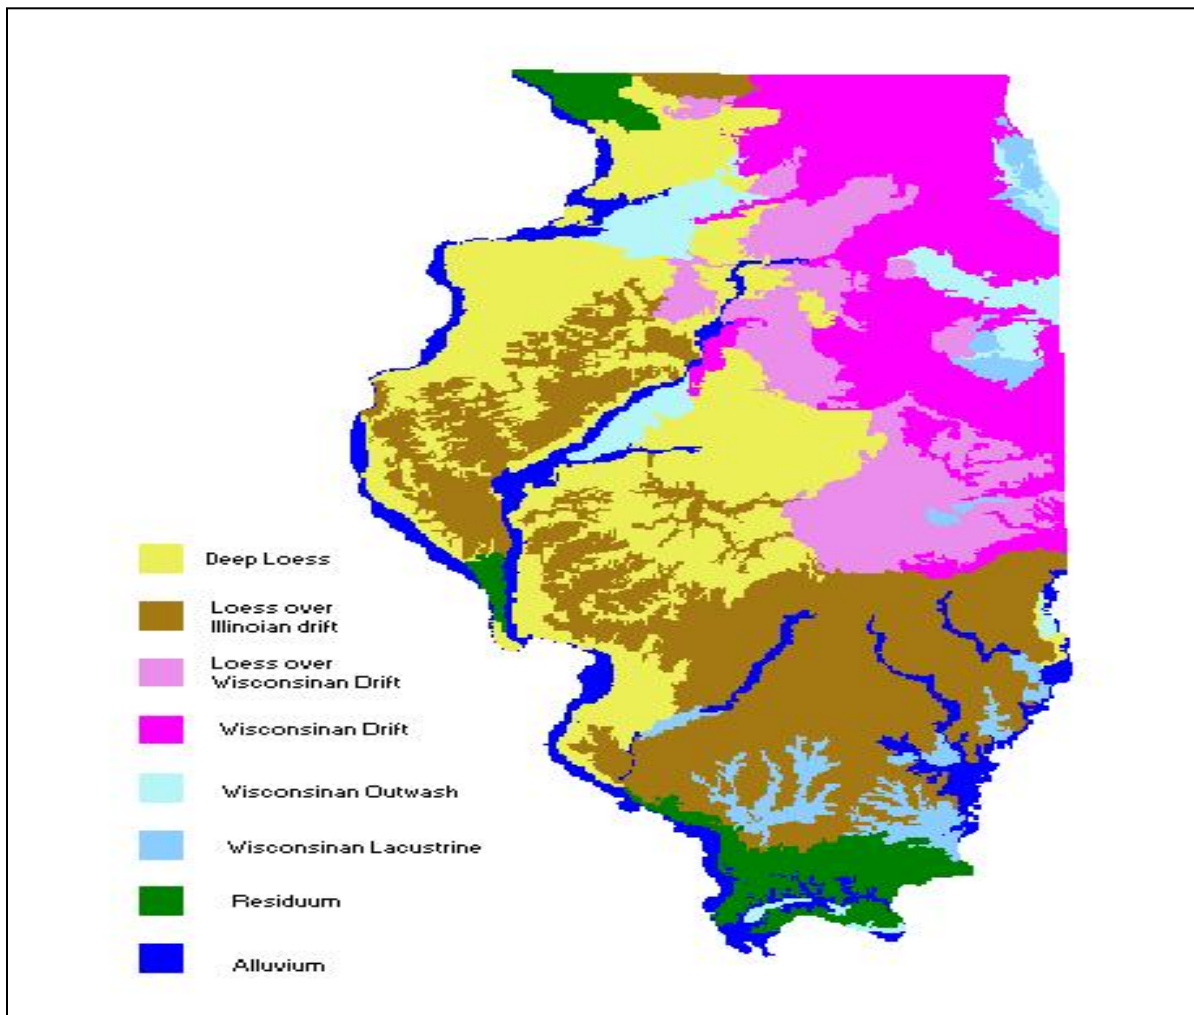 Deep Loess
Loess over
Illinoian drift
Loess over
Wisconsinan Drift
Wisconsinan Drift
Wisconsinan Outwash
Wisconsinan Lacustrine
Residuum
Alluvium